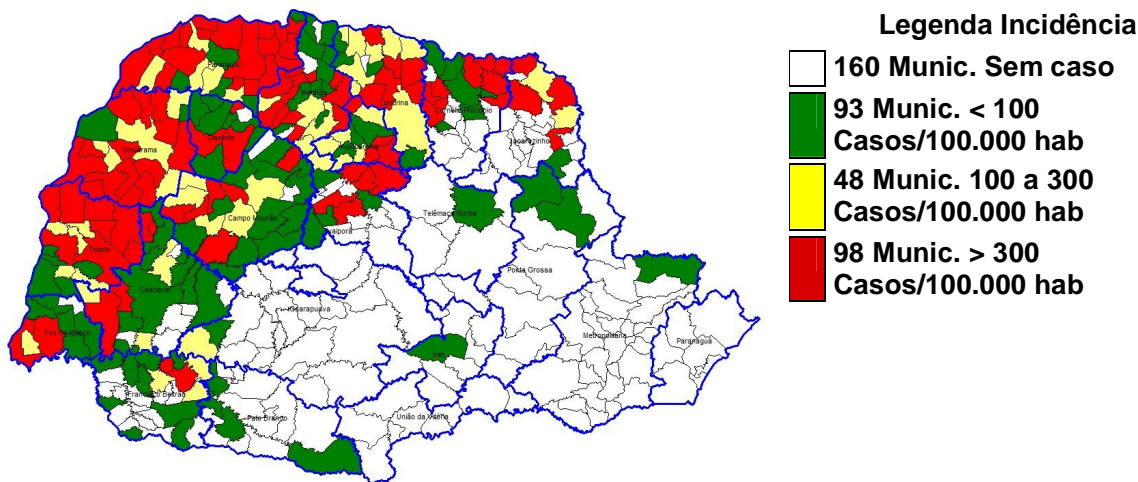 Legenda Incidência
160 Munic. Sem caso
93 Munic. < 100
Casos/100.000 hab
48 Munic. 100 a 300
Casos/100.000 hab
98 Munic. > 300
Casos/100.000 hab
Paranavaí
Maringá
Londrina
Cornélio Procópio
Jacarezinho
Cianorte
Umuarama
Apucarana
Campo Mourão
Telêmaco Borba
Ivaiporã
Toledo
Ponta Grossa
Cascavel
Guarapuava
Foz do Iguaçu
Metropolitana
Paranaguá
Irati
Francisco Beltrão
Pato Branco
União da Vitória